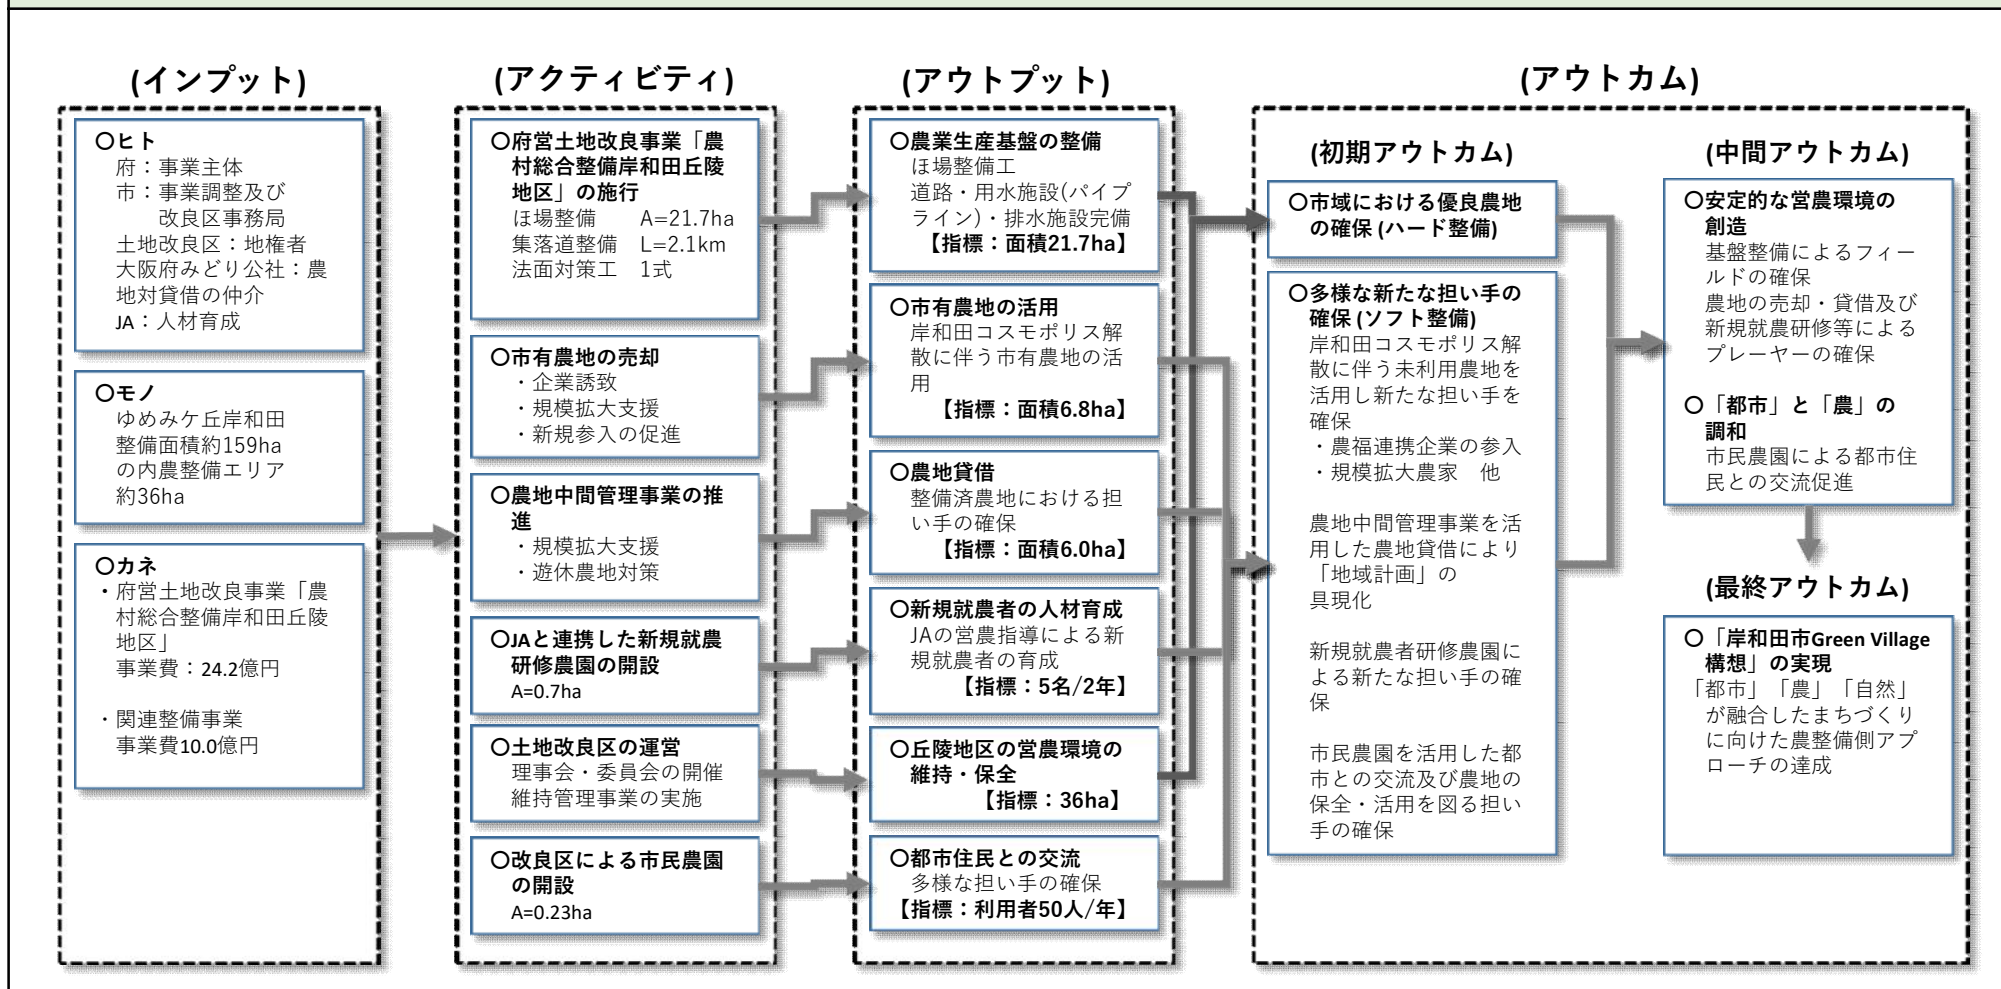 (インプット)
〇ヒト
府：事業主体
市：事業調整及び
改良区事務局
土地改良区：地権者
大阪府みどり公社：農
地対貸借の仲介
JA：人材育成
〇モノ
ゆめみケ丘岸和田
整備面積約159ha
の内農整備エリア
約36ha
〇カネ
・府営土地改良事業「農
村総合整備岸和田丘陵
地区」
事業費：24.2億円
・関連整備事業
事業費10.0億円
(アクティビティ)
〇府営土地改良事業「農
村総合整備岸和田丘陵
地区」の施行
ほ場整備　A=21.7ha
集落道整備　L=2.1km
法面対策工　1式
〇市有農地の売却
・企業誘致
・規模拡大支援
・新規参入の促進
〇農地中間管理事業の推
進
・規模拡大支援
・遊休農地対策
〇JAと連携した新規就農
研修農園の開設
A=0.7ha
〇土地改良区の運営
理事会・委員会の開催
維持管理事業の実施
〇改良区による市民農園
の開設
A=0.23ha
(アウトプット)
〇農業生産基盤の整備
ほ場整備工
道路・用水施設(パイプ
ライン)・排水施設完備
【指標：面積21.7ha】
〇市有農地の活用
岸和田コスモポリス解
散に伴う市有農地の活
用
【指標：面積6.8ha】
〇農地貸借
整備済農地における担
い手の確保
【指標：面積6.0ha】
〇新規就農者の人材育成
JAの営農指導による新
規就農者の育成
【指標：5名/2年】
〇丘陵地区の営農環境の
維持・保全
【指標：36ha】
〇都市住民との交流
多様な担い手の確保
【指標：利用者50人/年】
(アウトカム)
(初期アウトカム)
〇市域における優良農地
の確保 (ハード整備)
〇多様な新たな担い手の
確保 (ソフト整備)
岸和田コスモポリス解
散に伴う未利用農地を
活用し新たな担い手を
確保
・農福連携企業の参入
・規模拡大農家　他
農地中間管理事業を活
用した農地貸借により
「地域計画」の
具現化
新規就農者研修農園に
よる新たな担い手の確
保
市民農園を活用した都
市との交流及び農地の
保全・活用を図る担い
手の確保
(中間アウトカム)
〇安定的な営農環境の
創造
基盤整備によるフィー
ルドの確保
農地の売却・貸借及び
新規就農研修等による
プレーヤーの確保
〇「都市」と「農」の
調和
市民農園による都市住
民との交流促進
(最終アウトカム)
〇「岸和田市Green Village
構想」の実現
「都市」「農」「自然」
が融合したまちづくり
に向けた農整備側アプ
ローチの達成